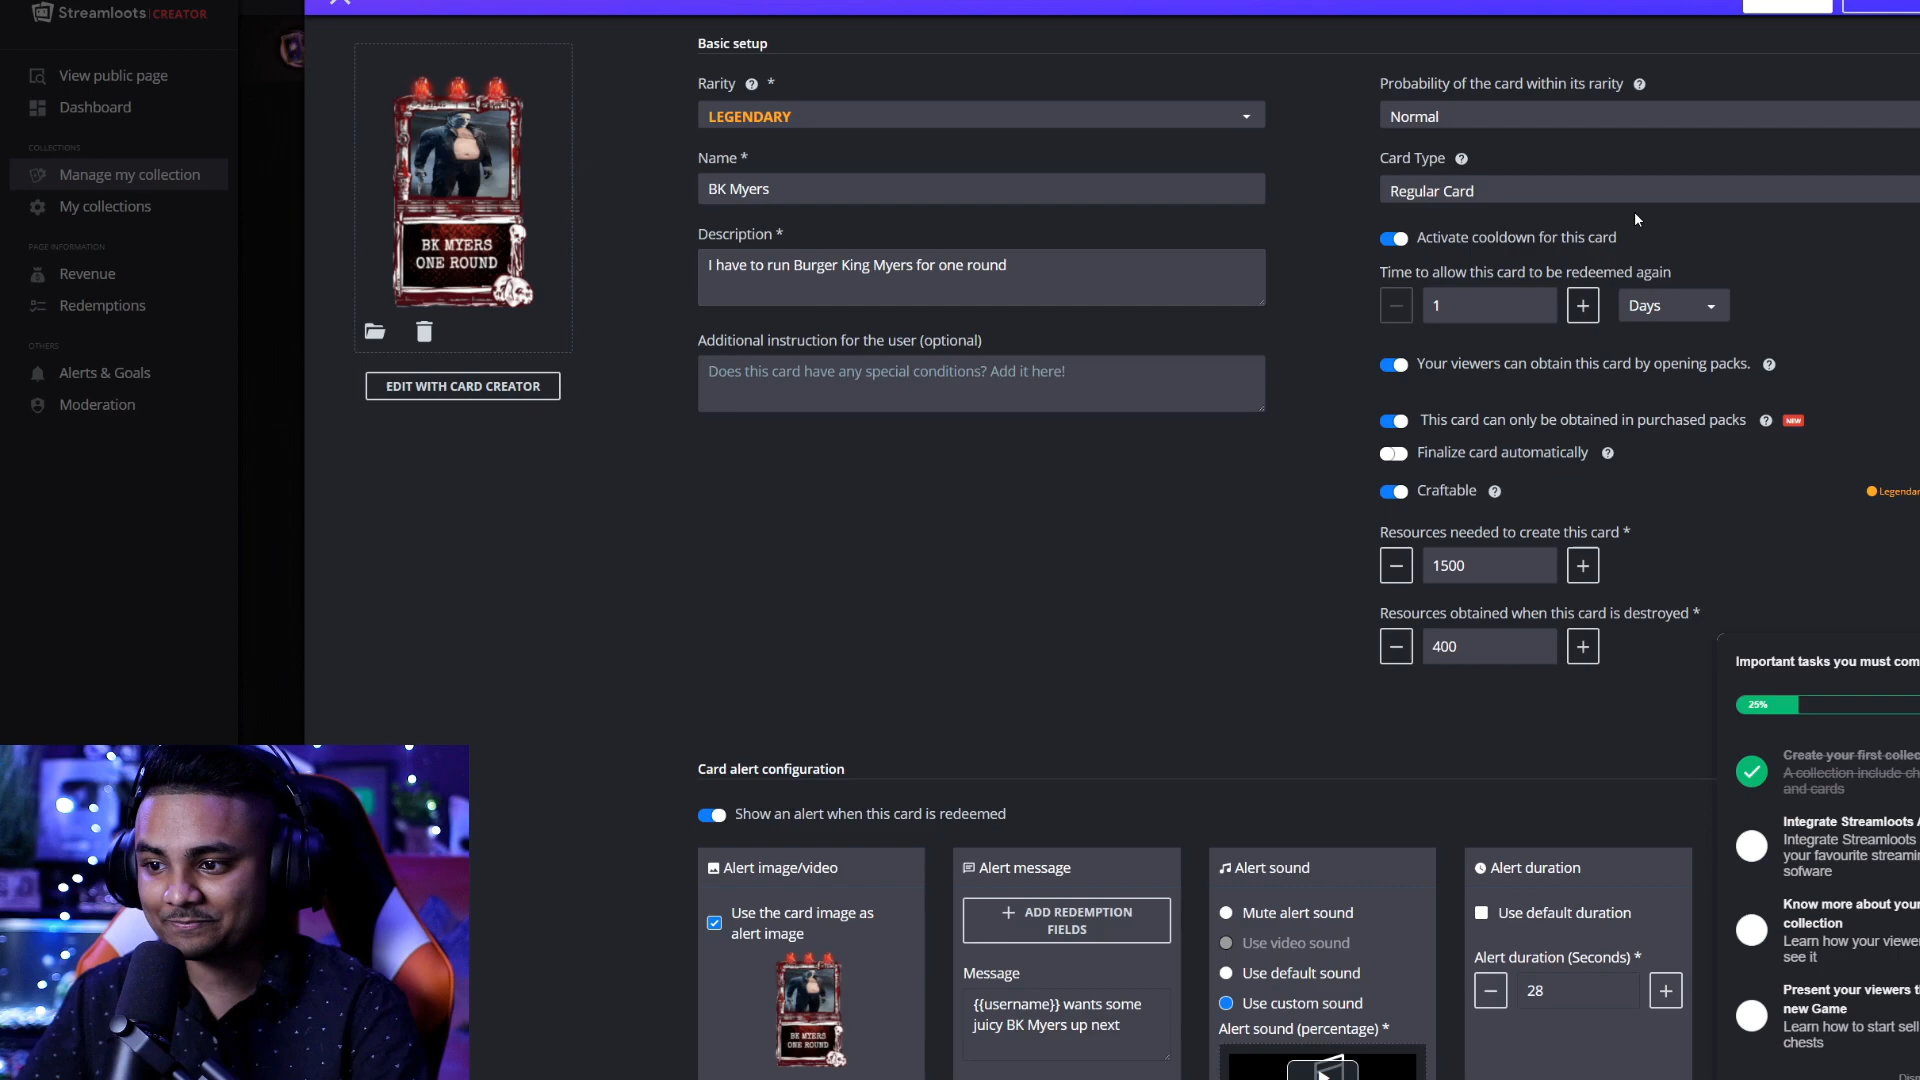 Streamloots | CREATOR
View public page
Dashboard
COLLECTIONS
Manage my collection
My collections
PAGE INFORMATION
Revenue
Redemptions
OTHERS
Alerts & Goals
Moderation
BK MYERS
ONE ROUND
EDIT WITH CARD CREATOR
Basic setup
Rarity ? *
LEGENDARY
Name *
BK Myers
Description *
I have to run Burger King Myers for one round
Additional instruction for the user (optional)
Does this card have any special conditions? Add it here!
Probability of the card within its rarity ?
Normal
Card Type ?
Regular Card
Activate cooldown for this card
Time to allow this card to be redeemed again
1
Days
Your viewers can obtain this card by opening packs. ?
This card can only be obtained in purchased packs ? NEW
Finalize card automatically ?
Craftable ?
Legendar
Resources needed to create this card *
1500
Resources obtained when this card is destroyed *
400
Card alert configuration
Show an alert when this card is redeemed
Alert image/video
Use the card image as
alert image
BK MYERS
ONE ROUND
Alert message
+ ADD REDEMPTION
FIELDS
Message
{{username}} wants some
juicy BK Myers up next
Alert sound
Mute alert sound
Use video sound
Use default sound
Use custom sound
Alert sound (percentage) *
Alert duration
Use default duration
Alert duration (Seconds) *
28
Important tasks you must com
25%
Create your first collec
A collection include ch
and cards
Integrate Streamloots A
Integrate Streamloots
your favourite streamin
sofware
Know more about your
collection
Learn how your viewe
see it
Present your viewers t
new Game
Learn how to start sell
chests